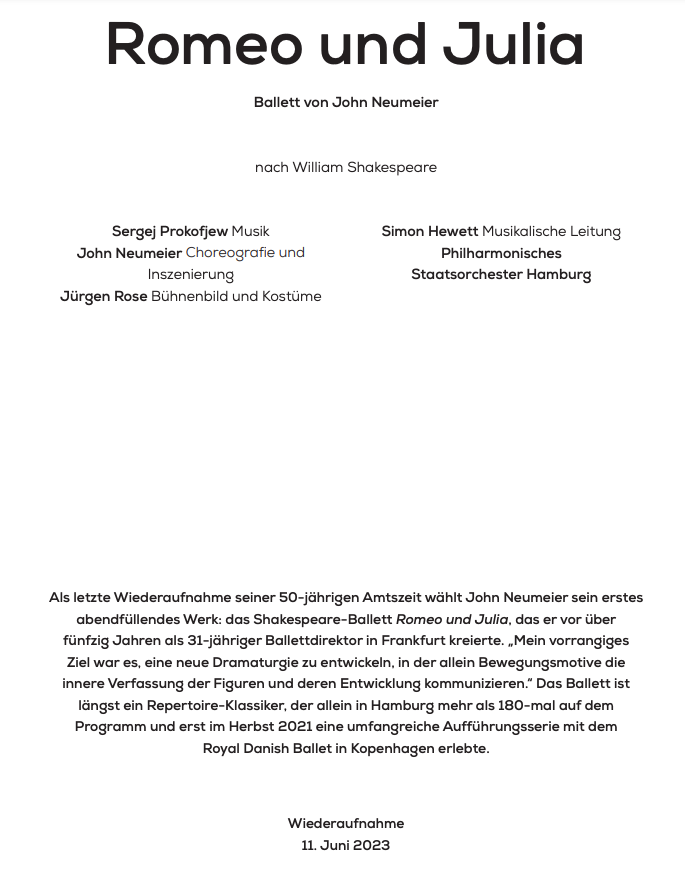 Romeo und Julia
Ballett von John Neumeier
nach William Shakespeare
Sergej Prokofjew Musik
John Neumeier Choreografie und
Inszenierung
Jürgen Rose Bühnenbild und Kostüme
Simon Hewett Musikalische Leitung
Philharmonisches
Staatsorchester Hamburg
Als letzte Wiederaufnahme seiner 50-jährigen Amtszeit wählt John Neumeier sein erstes
abendfüllendes Werk: das Shakespeare-Ballett Romeo und Julia, das er vor über
fünfzig Jahren als 31-jähriger Ballettdirektor in Frankfurt kreierte. „Mein vorrangiges
Ziel war es, eine neue Dramaturgie zu entwickeln, in der allein Bewegungsmotive die
innere Verfassung der Figuren und deren Entwicklung kommunizieren.“ Das Ballett ist
längst ein Repertoire-Klassiker, der allein in Hamburg mehr als 180-mal auf dem
Programm und erst im Herbst 2021 eine umfangreiche Aufführungsserie mit dem
Royal Danish Ballet in Kopenhagen erlebte.
Wiederaufnahme
11. Juni 2023